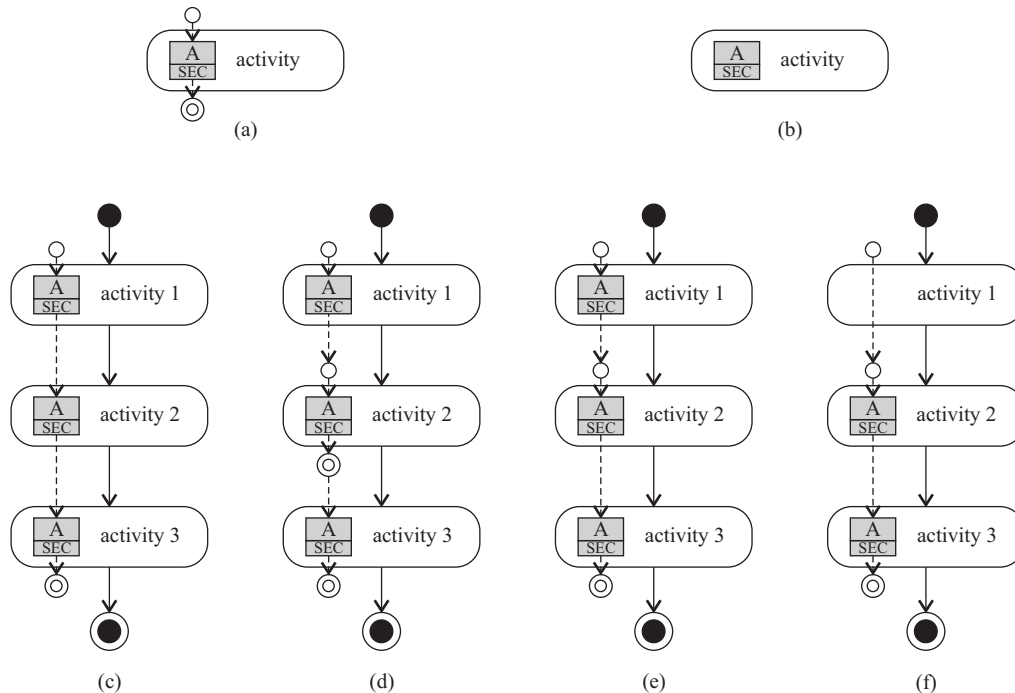 A
SEC
activity
(a)
A
SEC
activity
(b)
A
SEC
activity 1
A
SEC
activity 2
A
SEC
activity 3
(c)
A
SEC
activity 1
A
SEC
activity 2
A
SEC
activity 3
(d)
A
SEC
activity 1
A
SEC
activity 2
A
SEC
activity 3
(e)
activity 1
A
SEC
activity 2
A
SEC
activity 3
(f)